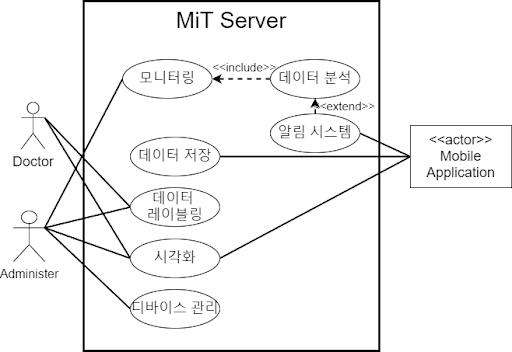 MiT Server
모니터링
<<include>>
데이터 분석
<<extend>>
알림 시스템
Doctor
데이터 저장
<<actor>>
Mobile
Application
데이터
레이블링
Administer
시각화
디바이스 관리